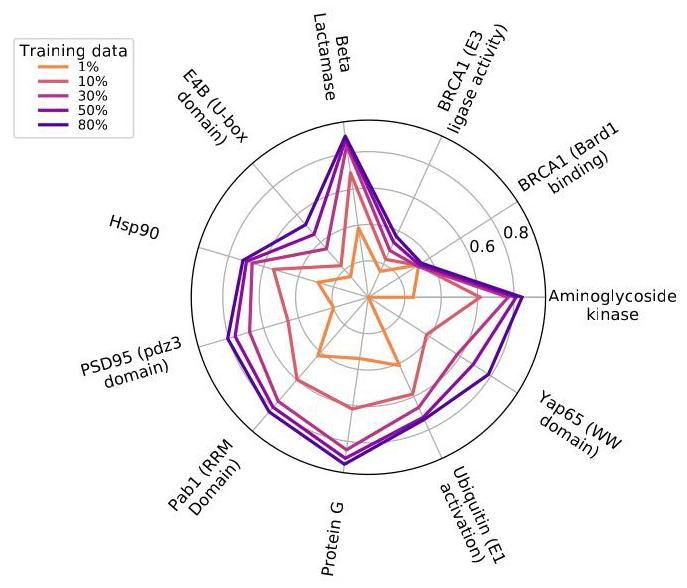 Training data
1%
10%
30%
50%
80%
Beta
Lactamase
BRCA1 (E3
ligase activity)
BRCA1 (Bard1
binding)
E4B (U-box
domain)
Hsp90
0.6
0.8
Aminoglycoside
kinase
PSD95 (pdz3
domain)
Yap65 (WW
domain)
Pab1 (RRM
Domain)
Protein G
Ubiquitin (E1
activation)